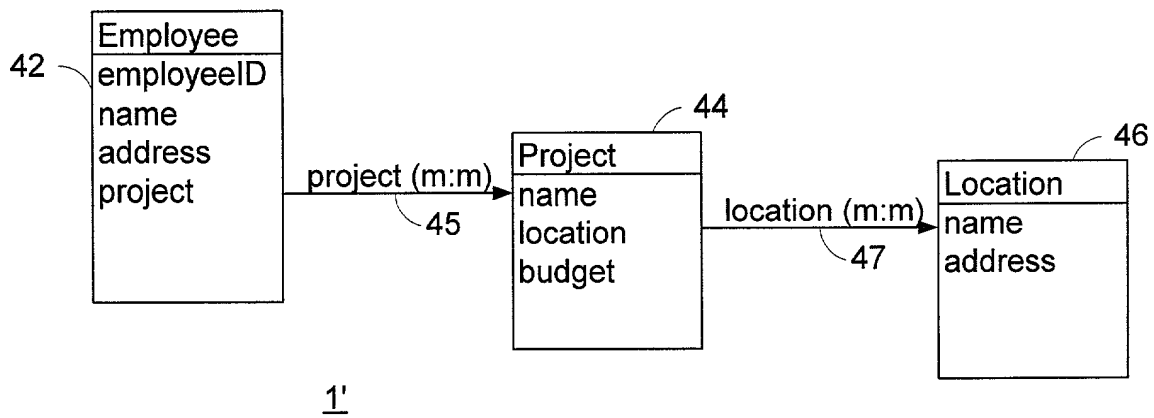 Employee
42
employeeID
name
address
project
project (m:m)
45
44
Project
name
location
budget
location (m:m)
47
46
Location
name
address
1'